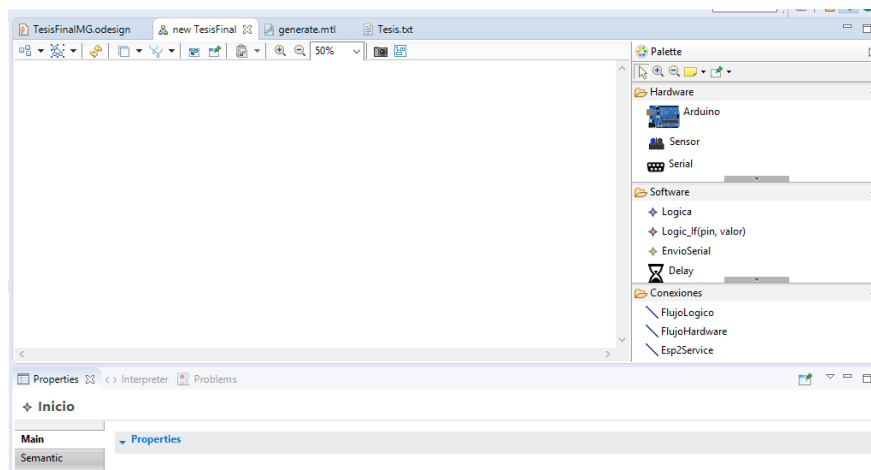 TesisFinalMG.odesign new TesisFinal generate.mtl Tesis.txt
50%
Palette
Hardware
Arduino
Sensor
Serial
Software
Logica
Logic_If(pin, valor)
EnvioSerial
Delay
Conexiones
FlujoLogico
FlujoHardware
Esp2Service
Properties Interpreter Problems
Inicio
Main
Properties
Semantic